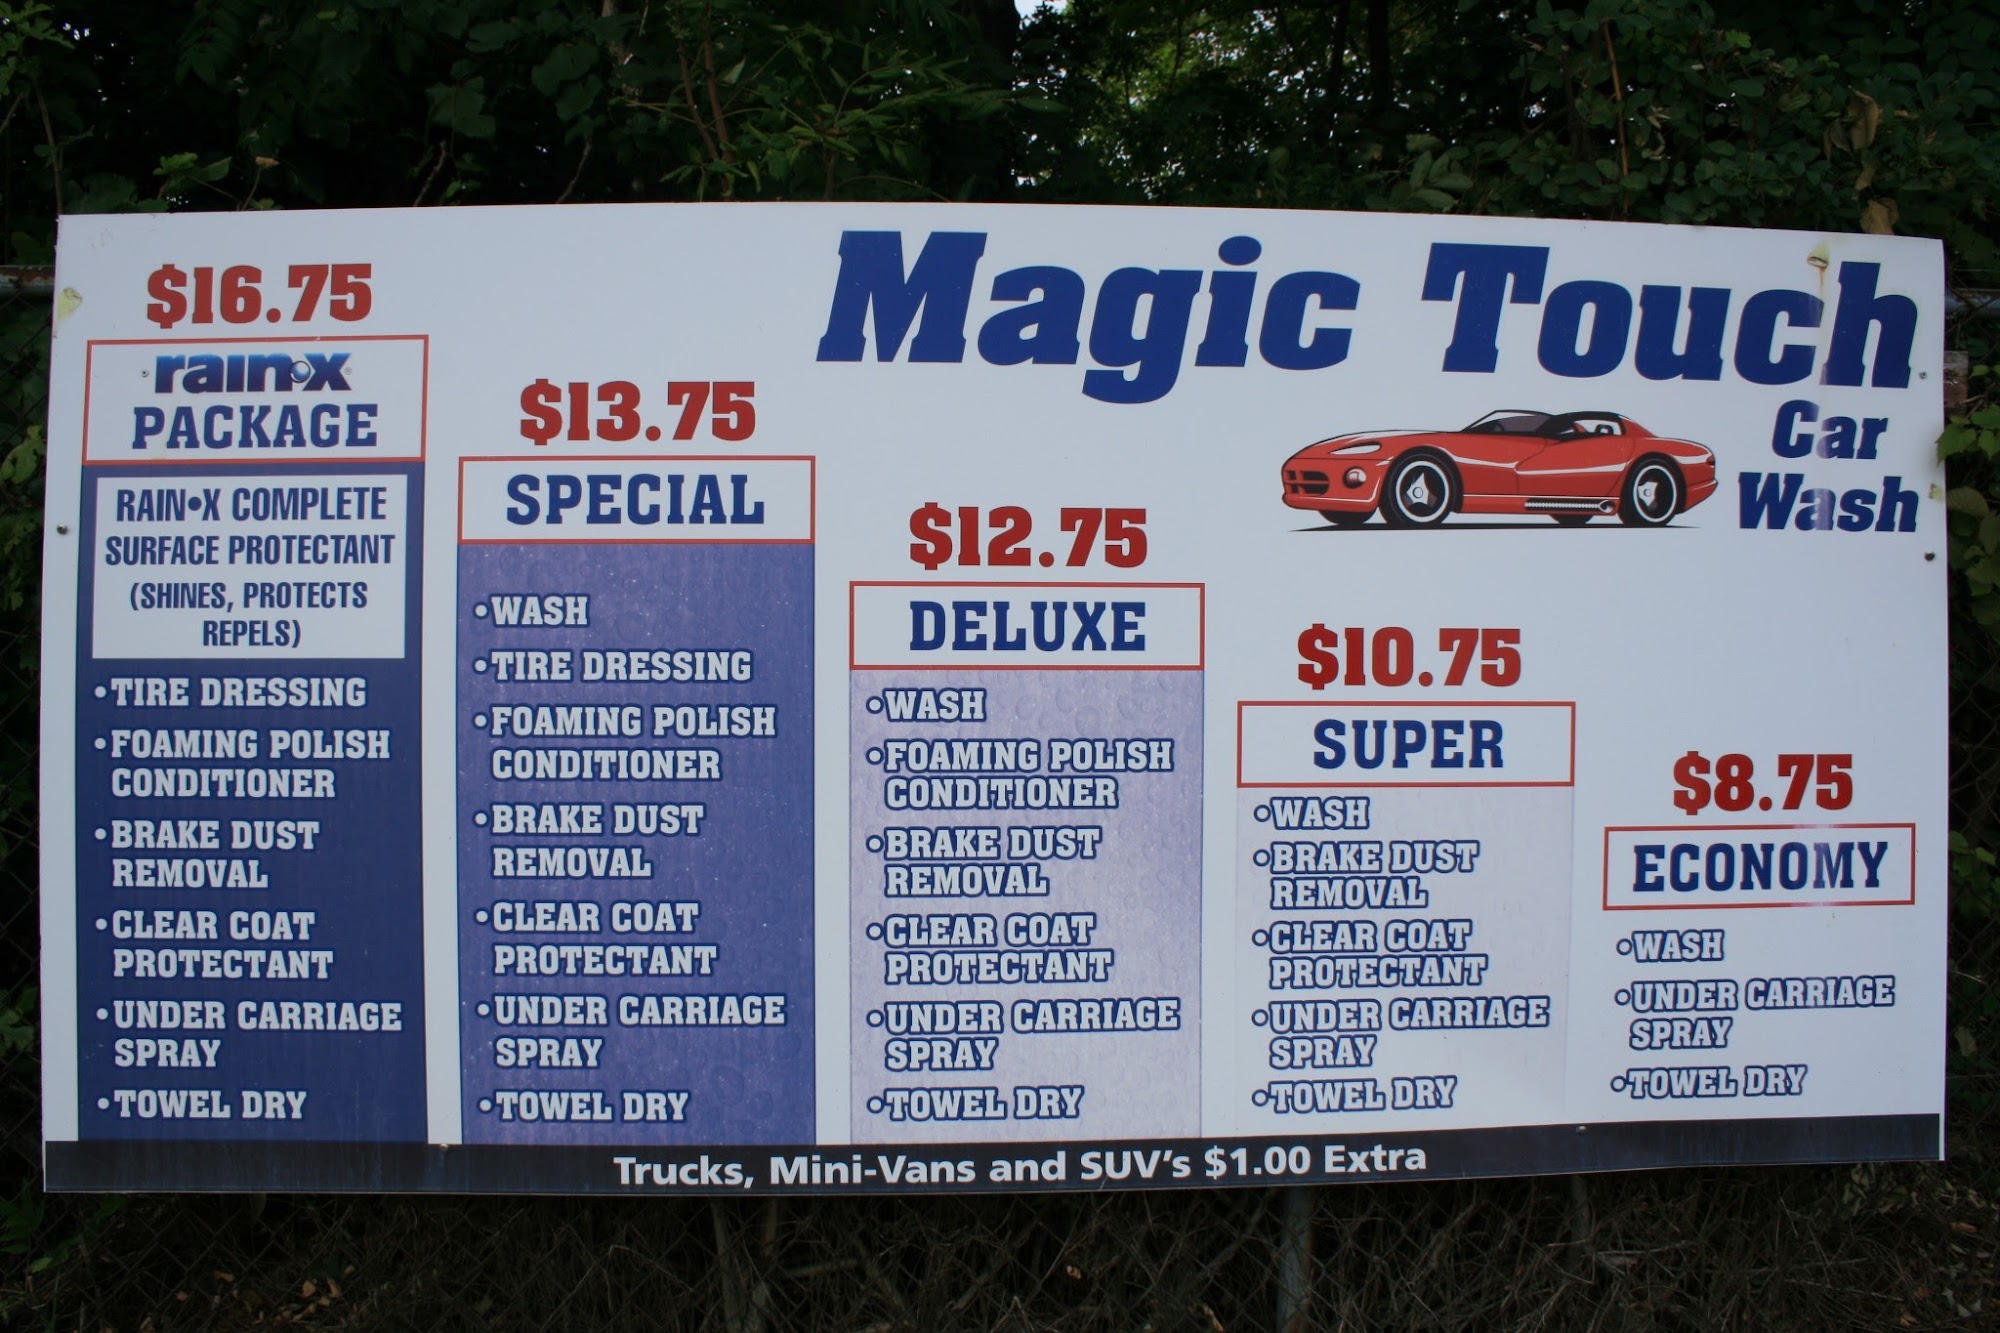 Magic Touch
Car
Wash
$16.75
rain-x®
PACKAGE
RAIN•X COMPLETE
SURFACE PROTECTANT
(SHINES, PROTECTS
REPELS)
•TIRE DRESSING
•FOAMING POLISH
CONDITIONER
•BRAKE DUST
REMOVAL
•CLEAR COAT
PROTECTANT
•UNDER CARRIAGE
SPRAY
•TOWEL DRY
$13.75
SPECIAL
•WASH
•TIRE DRESSING
•FOAMING POLISH
CONDITIONER
•BRAKE DUST
REMOVAL
•CLEAR COAT
PROTECTANT
•UNDER CARRIAGE
SPRAY
•TOWEL DRY
$12.75
DELUXE
•WASH
•FOAMING POLISH
CONDITIONER
•BRAKE DUST
REMOVAL
•CLEAR COAT
PROTECTANT
•UNDER CARRIAGE
SPRAY
•TOWEL DRY
$10.75
SUPER
•WASH
•BRAKE DUST
REMOVAL
•CLEAR COAT
PROTECTANT
•UNDER CARRIAGE
SPRAY
•TOWEL DRY
$8.75
ECONOMY
•WASH
•UNDER CARRIAGE
SPRAY
•TOWEL DRY
Trucks, Mini-Vans and SUV's $1.00 Extra